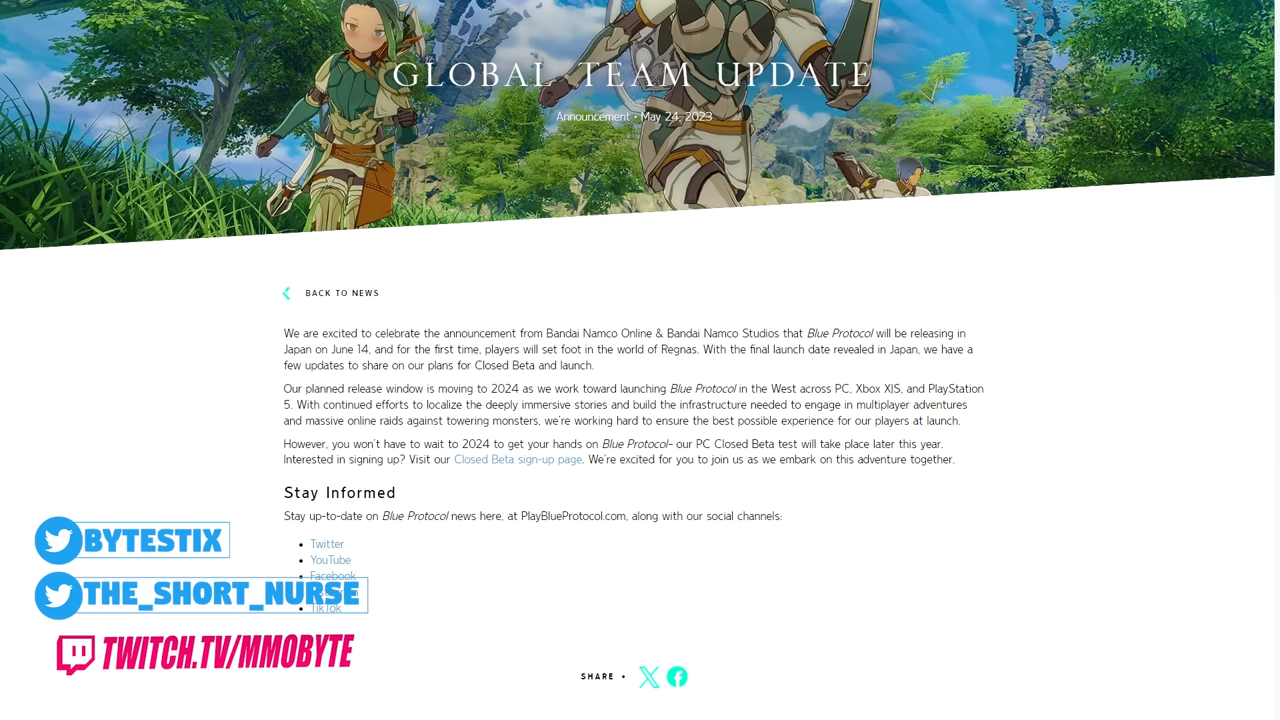 GLOBAL TEAM UPDATE
Announcement • May 24, 2023
BACK TO NEWS
We are excited to celebrate the announcement from Bandai Namco Online & Bandai Namco Studios that Blue Protocol will be releasing in
Japan on June 14, and for the first time, players will set foot in the world of Regnas. With the final launch date revealed in Japan, we have a
few updates to share on our plans for Closed Beta and launch.
Our planned release window is moving to 2024 as we work toward launching Blue Protocol in the West across PC, Xbox X|S, and PlayStation
5. With continued efforts to localize the deeply immersive stories and build the infrastructure needed to engage in multiplayer adventures
and massive online raids against towering monsters, we're working hard to ensure the best possible experience for our players at launch.
However, you won't have to wait to 2024 to get your hands on Blue Protocol– our PC Closed Beta test will take place later this year.
Interested in signing up? Visit our Closed Beta sign-up page. We're excited for you to join us as we embark on this adventure together.
Stay Informed
Stay up-to-date on Blue Protocol news here, at PlayBlueProtocol.com, along with our social channels:
• Twitter
• YouTube
• Facebook
• TikTok
BYTESTIX
THE_SHORT_NURSE
TWITCH.TV/MMOBYTE
SHARE •